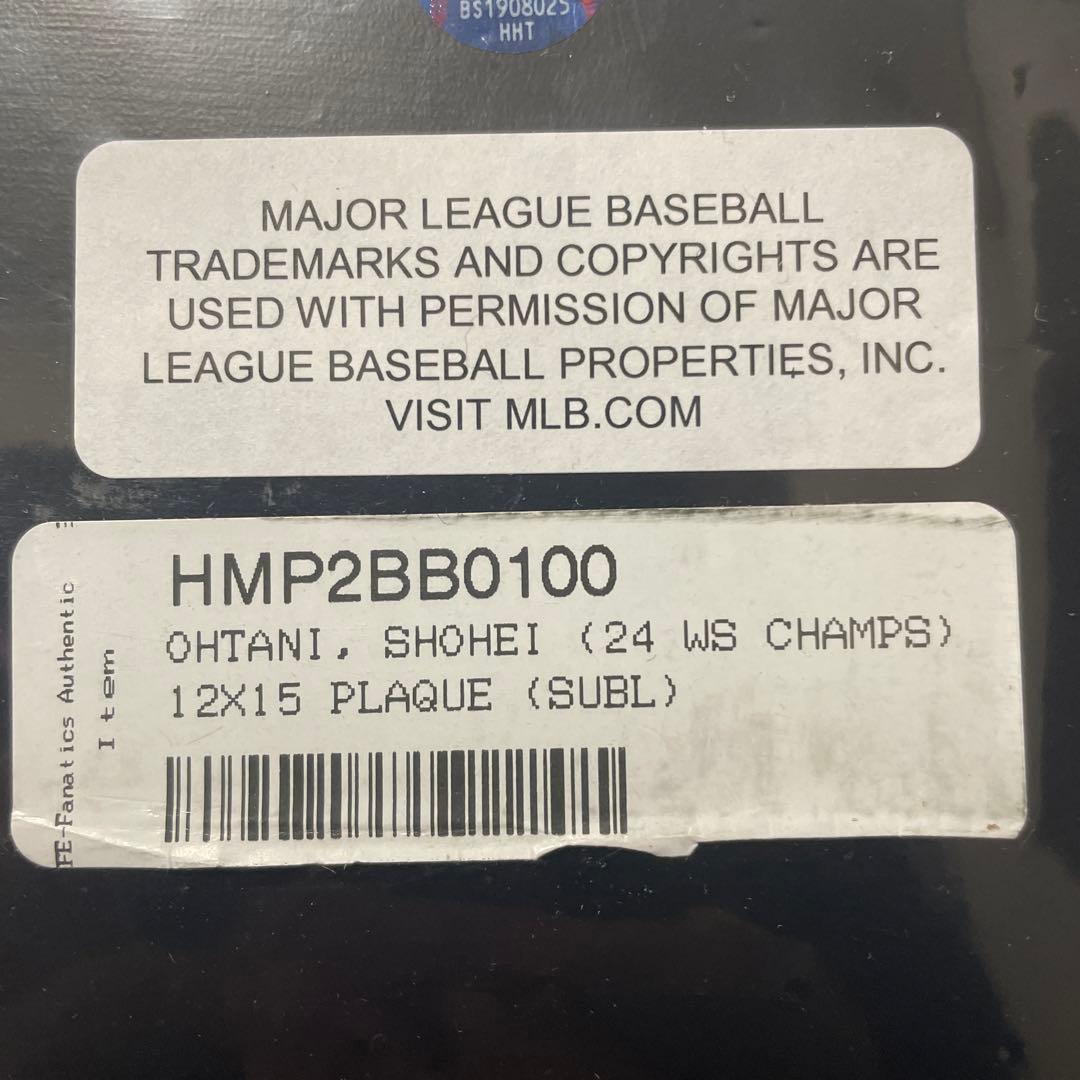 BS1908025
HHT
MAJOR LEAGUE BASEBALL
TRADEMARKS AND COPYRIGHTS ARE
USED WITH PERMISSION OF MAJOR
LEAGUE BASEBALL PROPERTIES, INC.
VISIT MLB.COM
FE-Fanatics Authentic
Item
HMP2BB0100
OHTANI, SHOHEI (24 WS CHAMPS)
12X15 PLAQUE (SUBL)